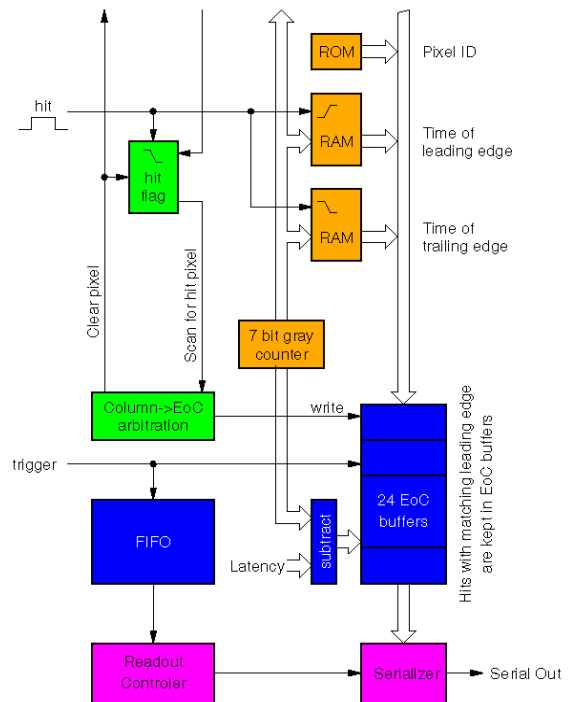 ROM
Pixel ID
hit
RAM
Time of
leading edge
hit
flag
RAM
Time of
trailing edge
Clear pixel
Scan for hit pixel
7 bit gray
counter
Column->EoC
arbitration
write
trigger
FIFO
24 EoC
buffers
subtract
Latency
Hits with matching leading edge
are kept in EoC buffers
Readout
Controler
Serializer
Serial Out